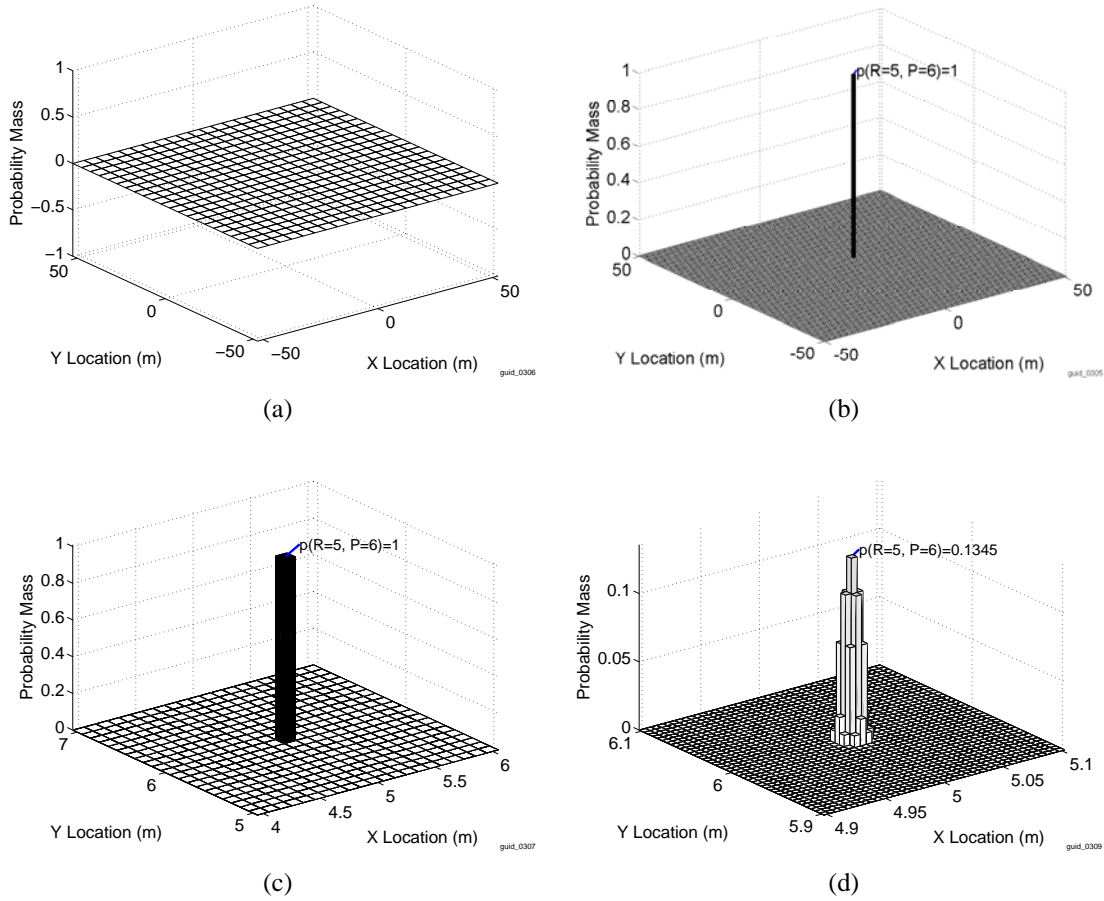 1
0.5
0
−0.5
−1
50
0
−50
−50
0
50
Probability Mass
Y Location (m)
X Location (m)
guid_0306
(a)
p(R=5, P=6)=1
1
0.8
0.6
0.4
0.2
0
50
0
-50
-50
0
50
Probability Mass
Y Location (m)
X Location (m)
guid_0305
(b)
p(R=5, P=6)=1
1
0.8
0.6
0.4
0.2
0
7
6
5
4
4.5
5
5.5
6
Probability Mass
Y Location (m)
X Location (m)
guid_0307
(c)
p(R=5, P=6)=0.1345
0.1
0.05
0
6.1
6
5.9
4.9
4.95
5
5.05
5.1
Probability Mass
Y Location (m)
X Location (m)
guid_0309
(d)